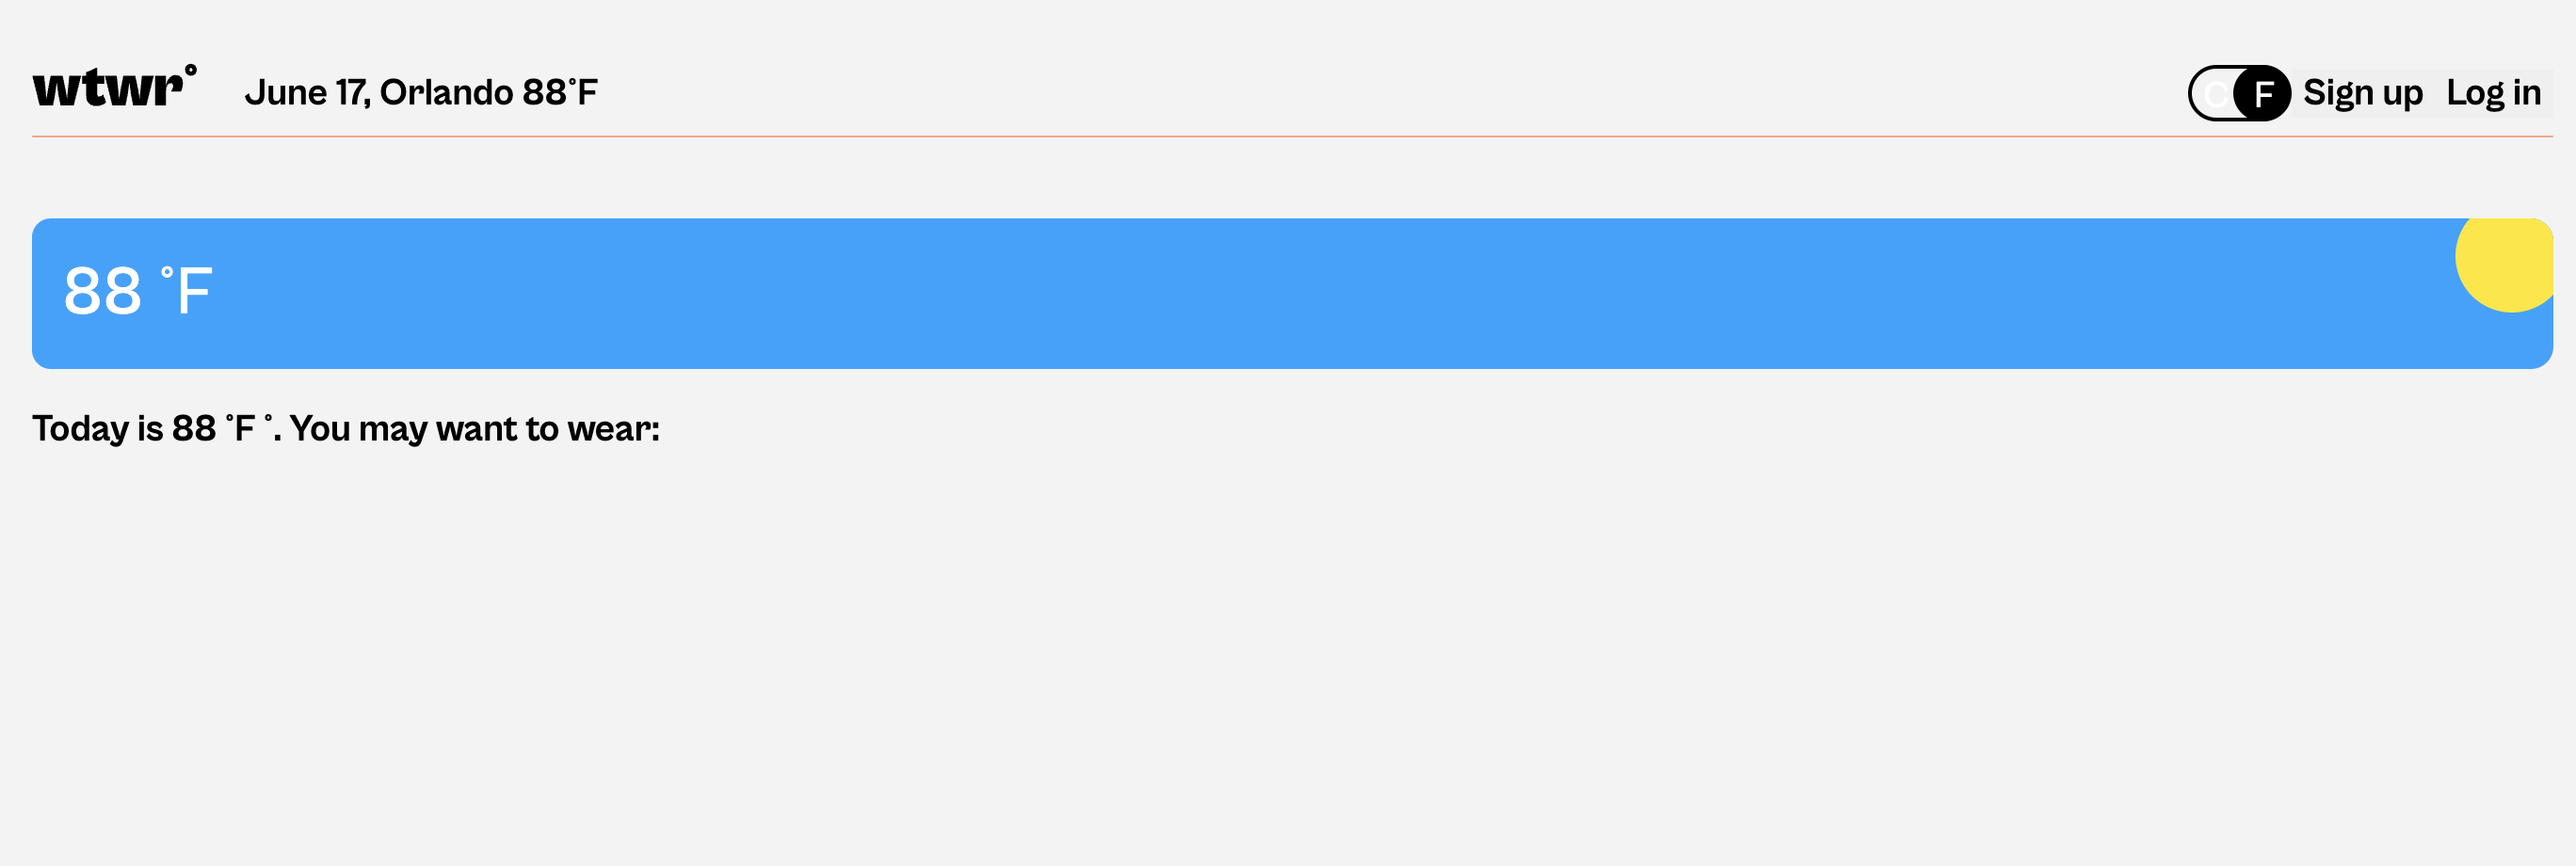 wtwr° June 17, Orlando 88°F C F Sign up Log in
88 °F
Today is 88 °F °. You may want to wear: